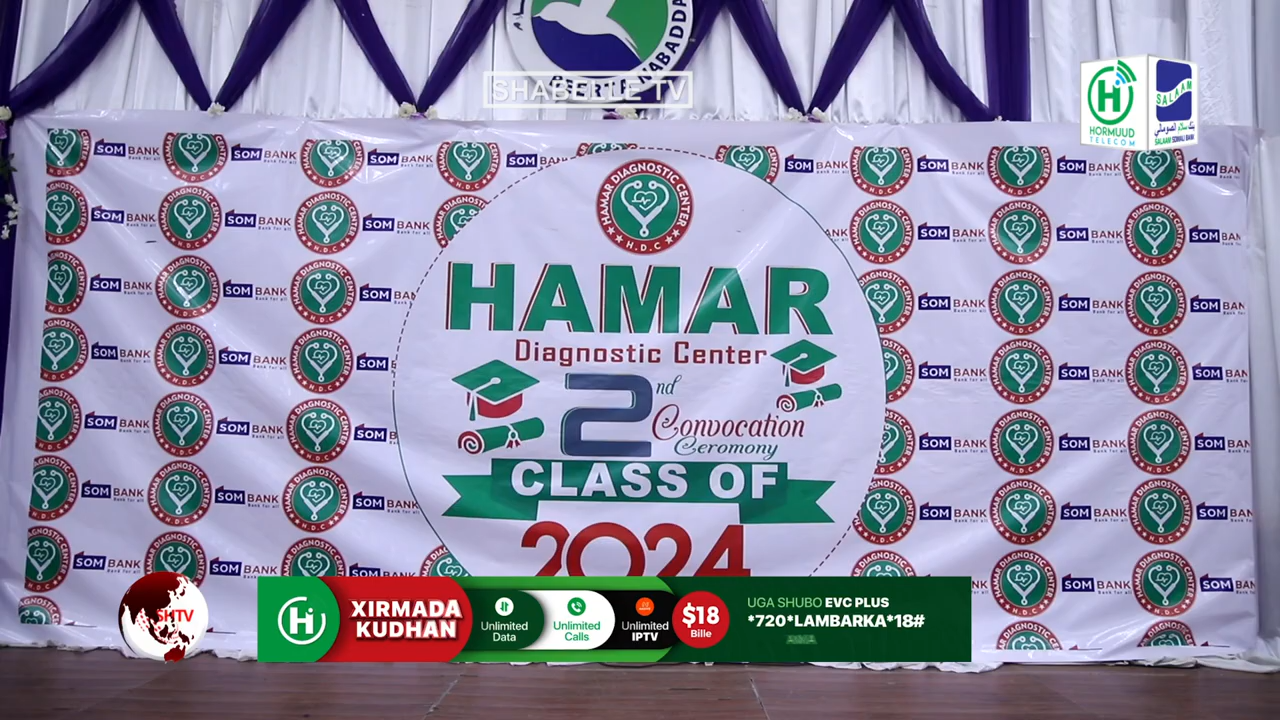 SHABELLE TV
HORMUUD
TELECOM
SALAAM
SALAAM SOMALI BANK
SOM BANK
Bank for all
HAMAR DIAGNOSTIC CENTER
H.D.C
HAMAR
Diagnostic Center
2nd
Convocation
Ceremony
CLASS OF
2024
SKTV
XIRMADA
KUDHAN
Unlimited
Data
Unlimited
Calls
Unlimited
IPTV
$18
Bille
UGA SHUBO EVC PLUS
*720*LAMBARKA*18#